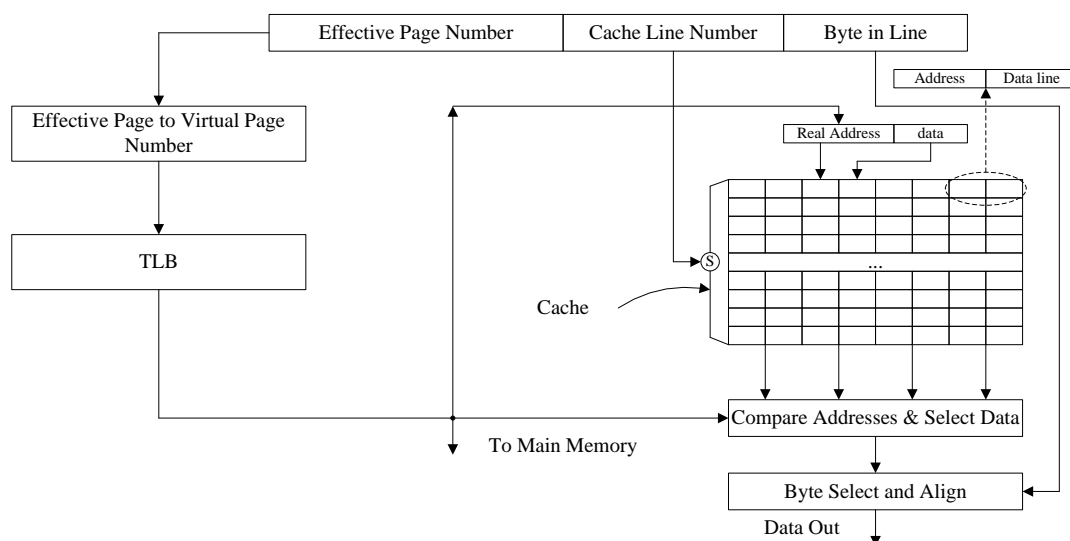 Effective Page Number
Cache Line Number
Byte in Line
Address
Data line
Effective Page to Virtual Page
Number
Real Address
data
TLB
S
...
Cache
Compare Addresses & Select Data
To Main Memory
Byte Select and Align
Data Out